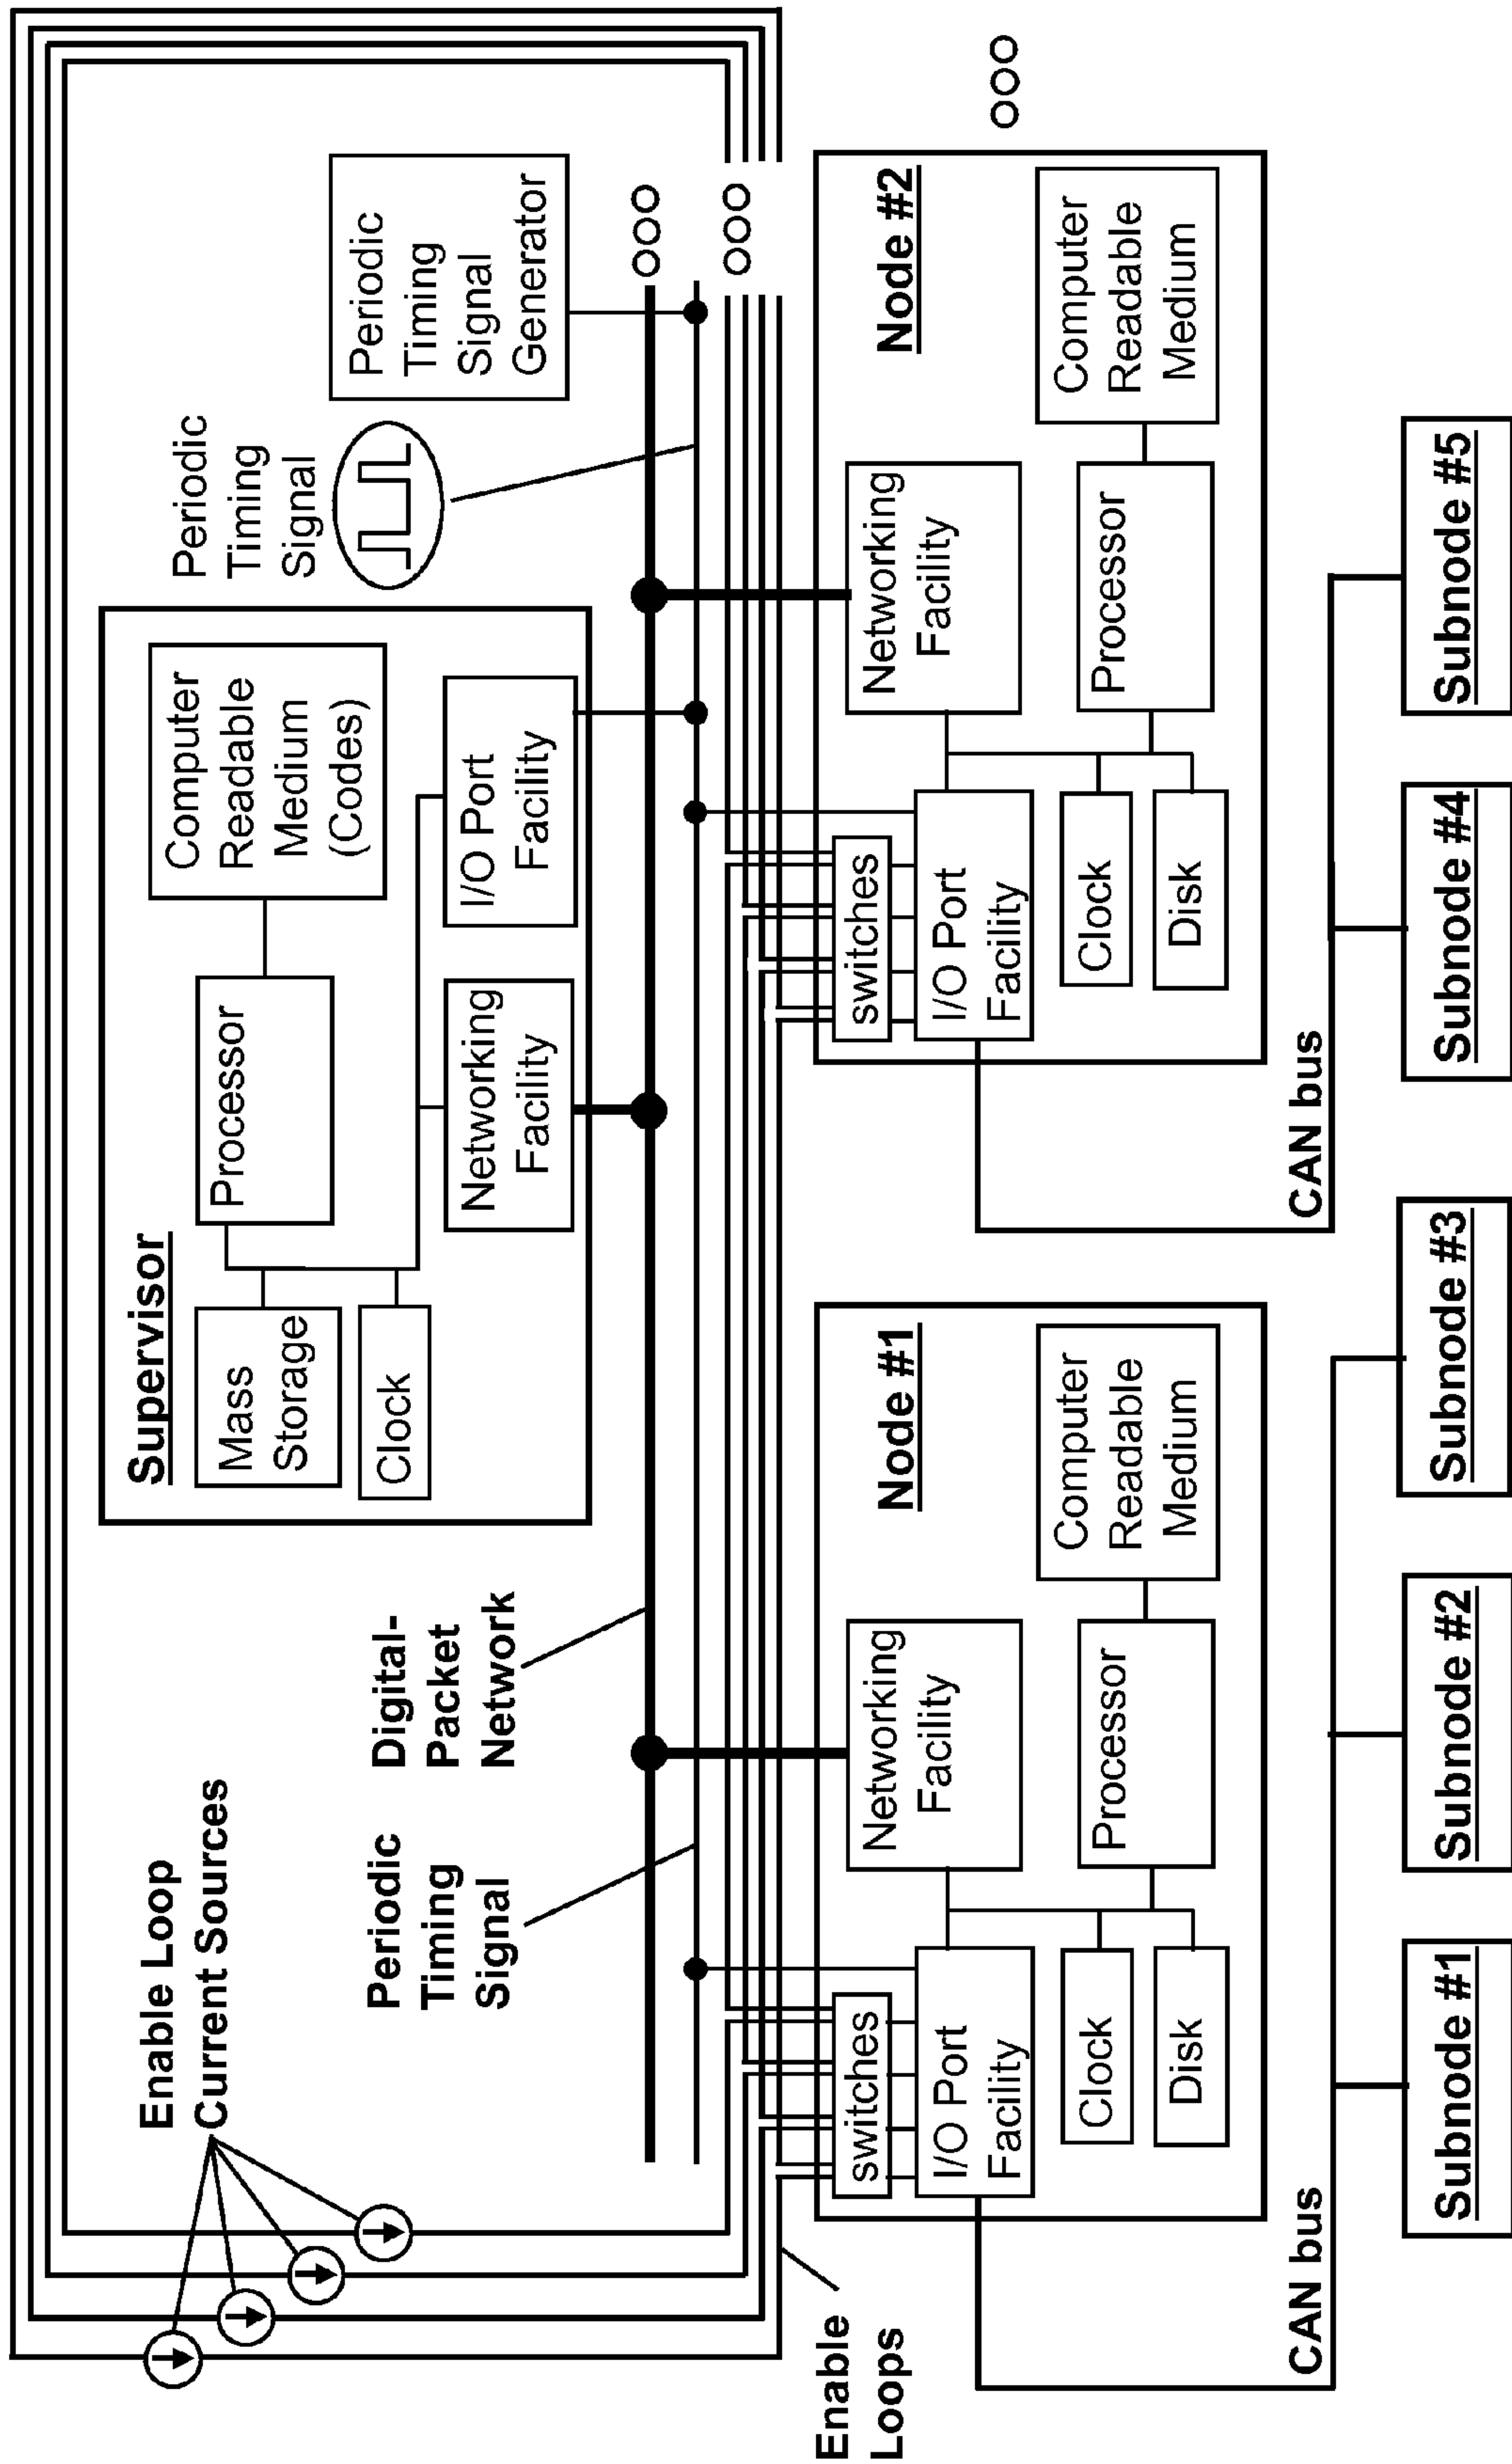 Enable Loop
Current Sources
Supervisor
Mass
Storage
Clock
Processor
Computer
Readable
Medium
(Codes)
Networking
Facility
I/O Port
Facility
Periodic
Timing
Signal
Periodic
Timing
Signal
Generator
Digital-
Packet
Network
Periodic
Timing
Signal
Enable
Loops
Node #1
switches
I/O Port
Facility
Networking
Facility
Clock
Disk
Processor
Computer
Readable
Medium
CAN bus
Subnode #1
Subnode #2
Subnode #3
Node #2
switches
I/O Port
Facility
Networking
Facility
Clock
Disk
Processor
Computer
Readable
Medium
CAN bus
Subnode #4
Subnode #5